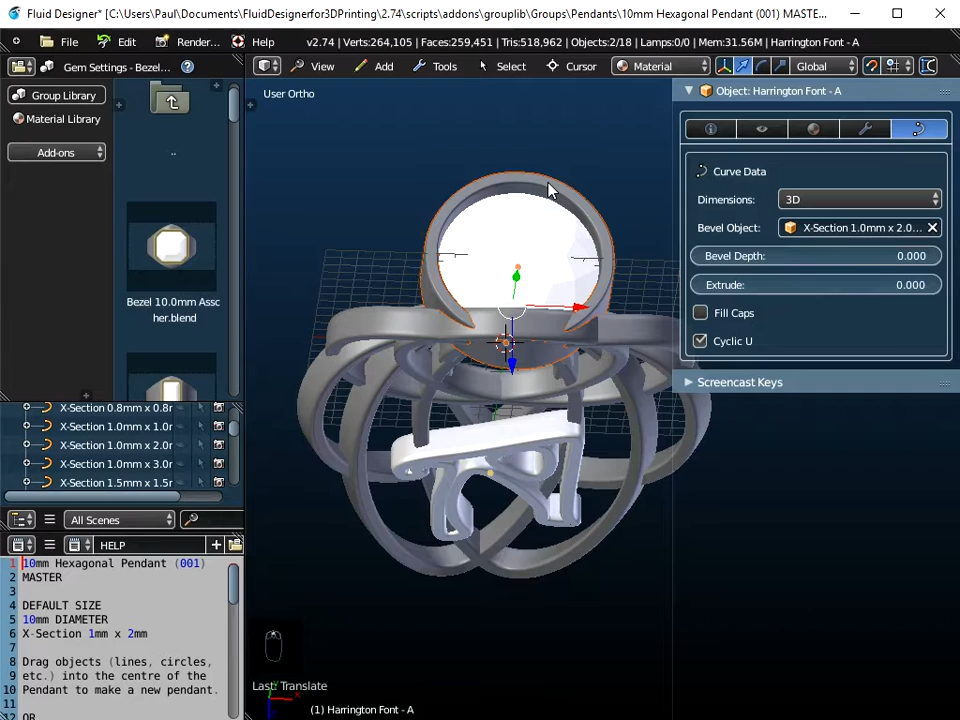 Fluid Designer* [C:\Users\Paul\Documents\FluidDesignerfor3DPrinting\2.74\scripts\addons\grouplib\Groups\Pendants\10mm Hexagonal Pendant (001) MASTE...
File Edit Render... Help v2.74 | Verts:264,105 | Faces:259,451 | Tris:518,962 | Objects:2/18 | Lamps:0/0 | Mem:31.56M | Harrington Font - A
Gem Settings - Bezel...
View Add Tools Select Cursor Material Global
Group Library
Material Library
Add-ons
..
Bezel 10.0mm Assc
her.blend
User Ortho
Object: Harrington Font - A
Curve Data
Dimensions: 3D
Bevel Object: X-Section 1.0mm x 2.0...
Bevel Depth: 0.000
Extrude: 0.000
Fill Caps
Cyclic U
Screencast Keys
X-Section 0.8mm x 0.8r
X-Section 1.0mm x 1.0r
X-Section 1.0mm x 2.0r
X-Section 1.0mm x 3.0r
X-Section 1.5mm x 1.5r
All Scenes
HELP
1 10mm Hexagonal Pendant (001)
2 MASTER
3
4 DEFAULT SIZE
5 10mm DIAMETER
6 X-Section 1mm x 2mm
7
8 Drag objects (lines, circles,
9 etc.) into the centre of the
10 Pendant to make a new pendant.
11
12 OR
Last: Translate
(1) Harrington Font - A